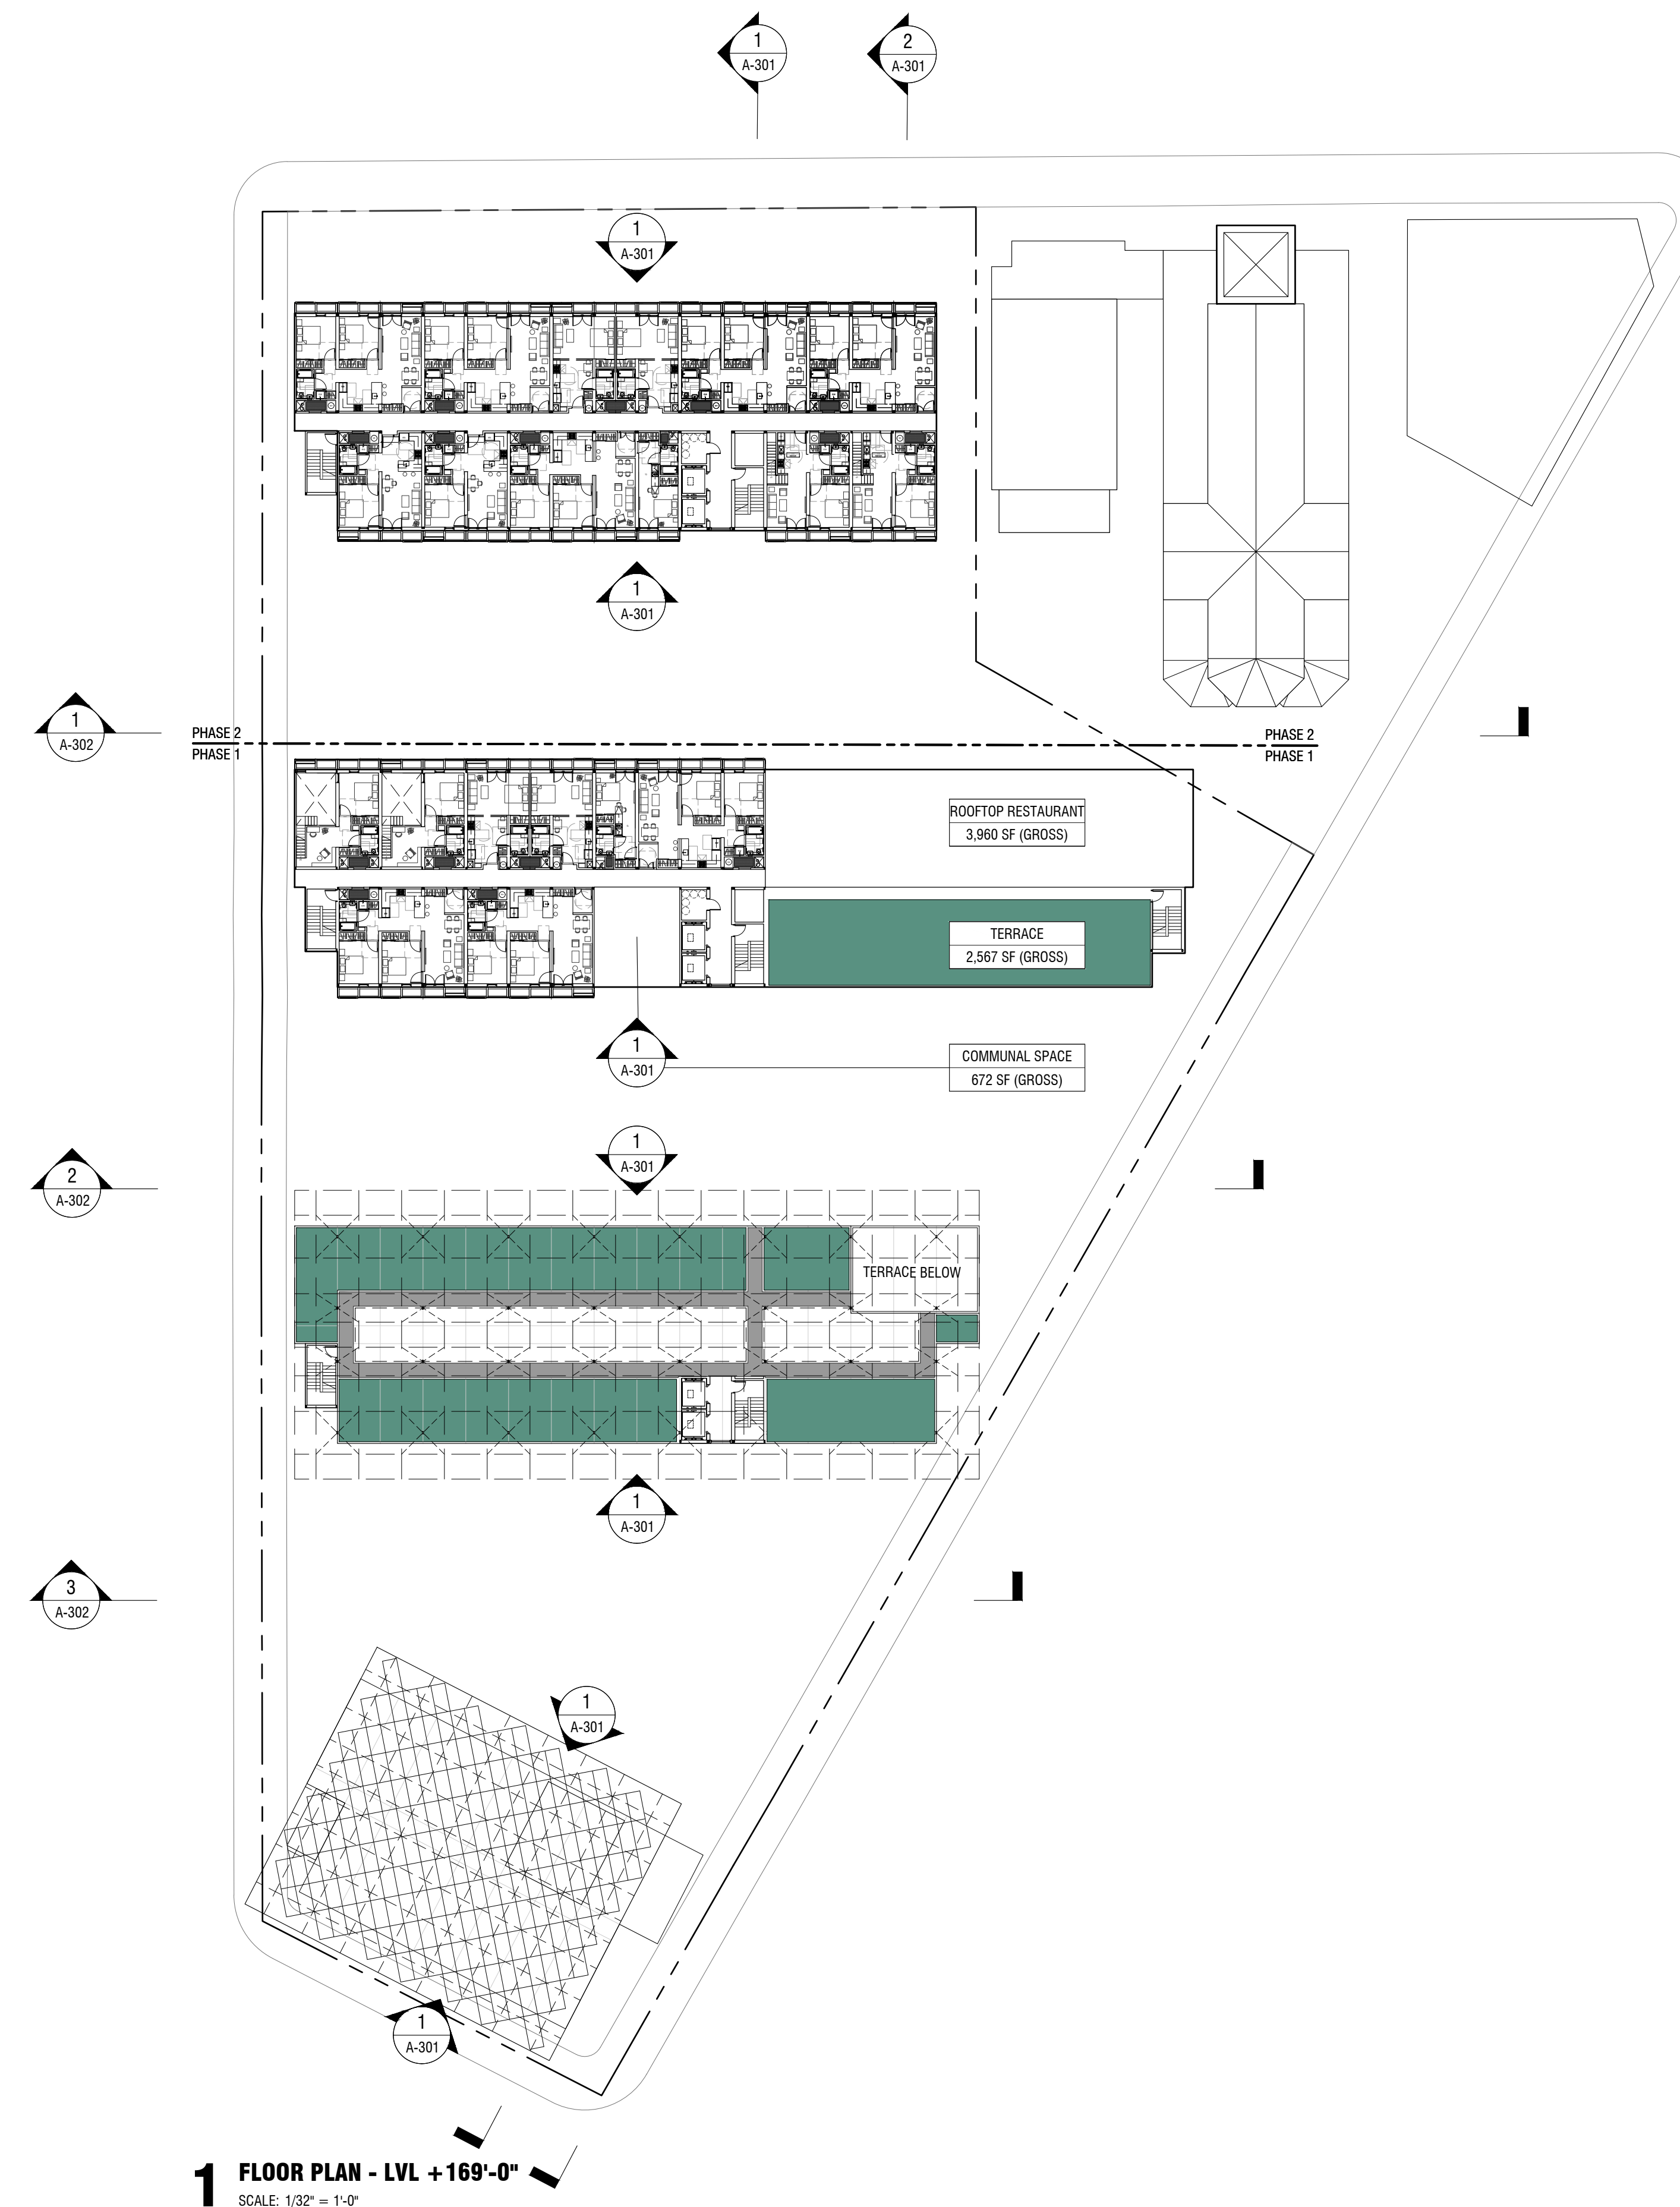 1
A-301
2
A-301
1
A-301
1
A-301
1
A-302
PHASE 2
PHASE 1
PHASE 2
PHASE 1
ROOFTOP RESTAURANT
3,960 SF (GROSS)
TERRACE
2,567 SF (GROSS)
1
A-301
COMMUNAL SPACE
672 SF (GROSS)
1
A-301
2
A-302
TERRACE BELOW
1
A-301
3
A-302
1
A-301
1
A-301
1 FLOOR PLAN - LVL +169'-0"
SCALE: 1/32" = 1'-0"